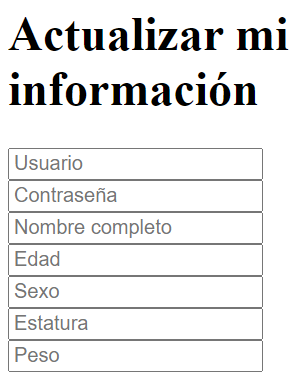 Actualizar mi
información
Usuario
Contraseña
Nombre completo
Edad
Sexo
Estatura
Peso